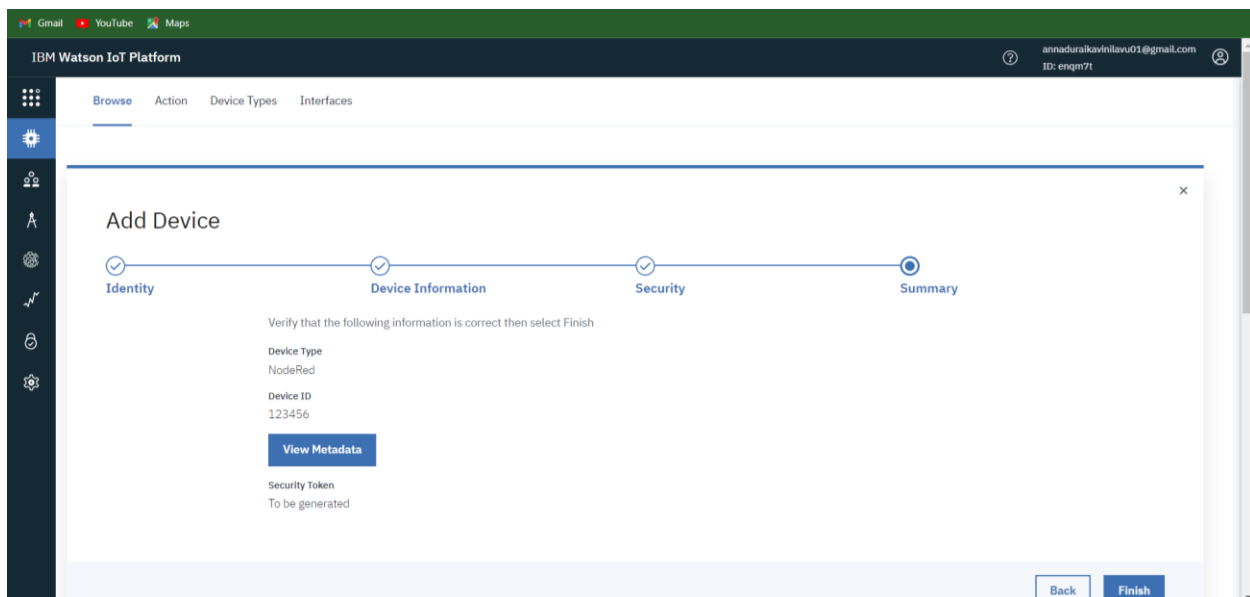 Gmail YouTube Maps
IBM Watson IoT Platform
annaduraikavinilavu01@gmail.com
ID: enqm7t
Browse Action Device Types Interfaces
Add Device
Identity Device Information Security Summary
Verify that the following information is correct then select Finish
Device Type
NodeRed
Device ID
123456
View Metadata
Security Token
To be generated
Back Finish